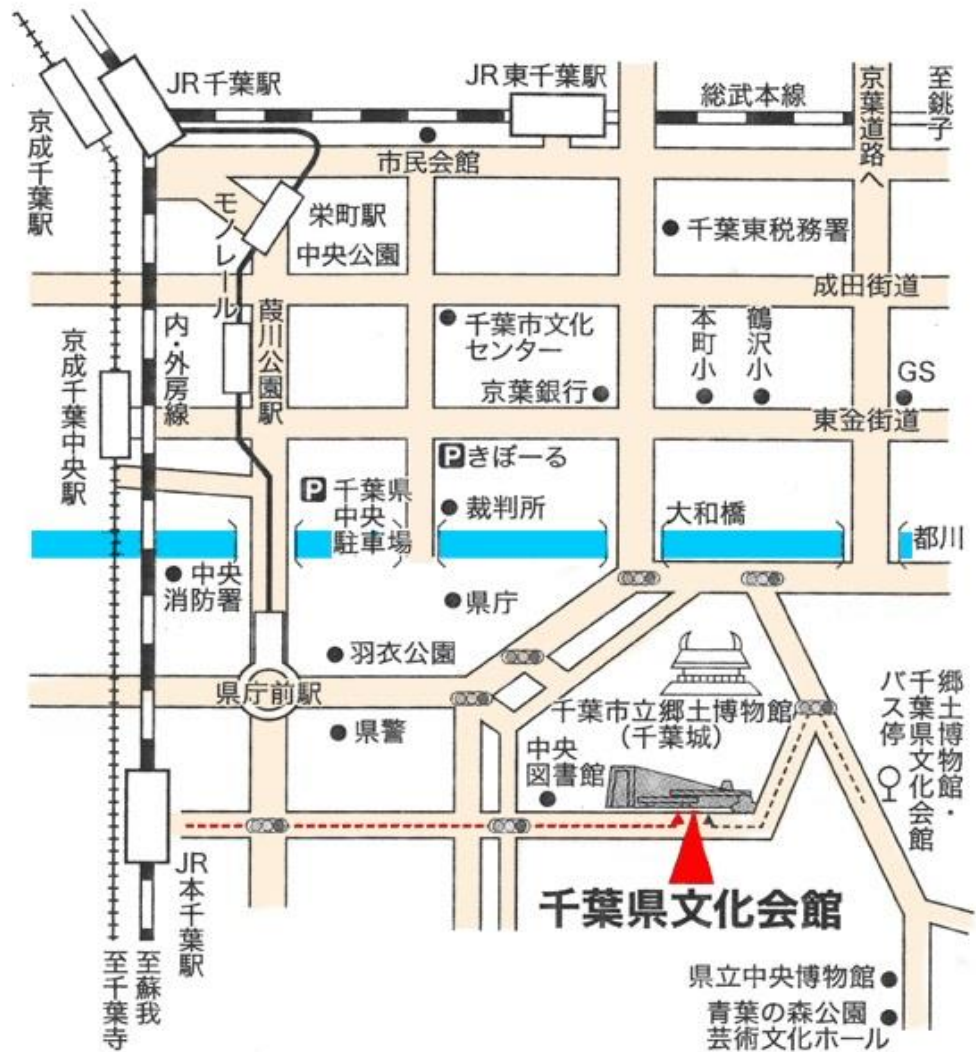 JR千葉駅
JR東千葉駅
総武本線
京葉道路へ
至銚子
京成千葉駅
市民会館
モノレール
栄町駅
中央公園
千葉東税務署
成田街道
葭川公園駅
内・外房線
京成千葉中央駅
千葉市文化
センター
本町小
鶴沢小
GS
京葉銀行
東金街道
P きぼーる
P 千葉県
中央
駐車場
裁判所
大和橋
都川
中央
消防署
県庁
羽衣公園
県庁前駅
県警
千葉市立郷土博物館
(千葉城)
郷土博物館・
千葉県文化会館
バス停
中央
図書館
JR本千葉駅
千葉県文化会館
至蘇我
至千葉寺
県立中央博物館
青葉の森公園
芸術文化ホール